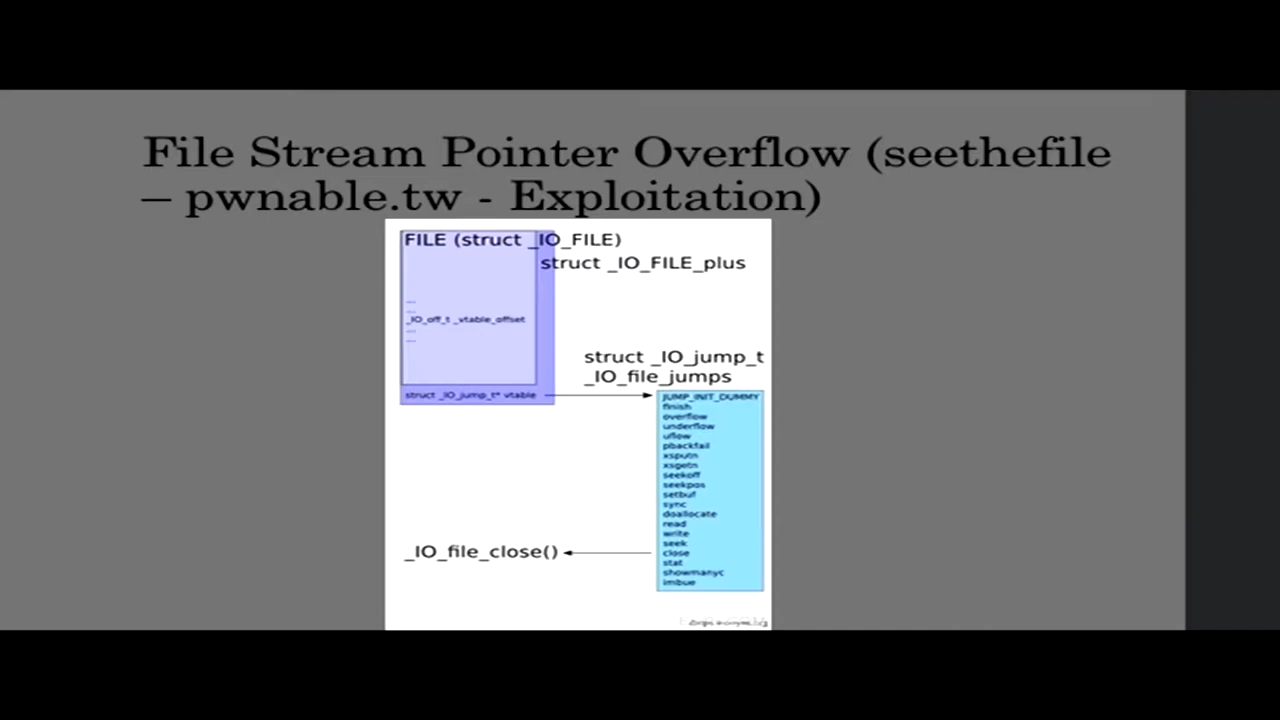 File Stream Pointer Overflow (seethefile
– pwnable.tw - Exploitation)
FILE (struct _IO_FILE)
struct _IO_FILE_plus
...
...
_IO_off_t _vtable_offset
...
...
struct _IO_jump_t
_IO_file_jumps
struct _IO_jump_t* vtable
JUMP_INIT_DUMMY
finish
overflow
underflow
uflow
pbackfail
xsputn
xsgetn
seekoff
seekpos
setbuf
sync
doallocate
read
write
seek
close
stat
showmanyc
imbue
_IO_file_close()